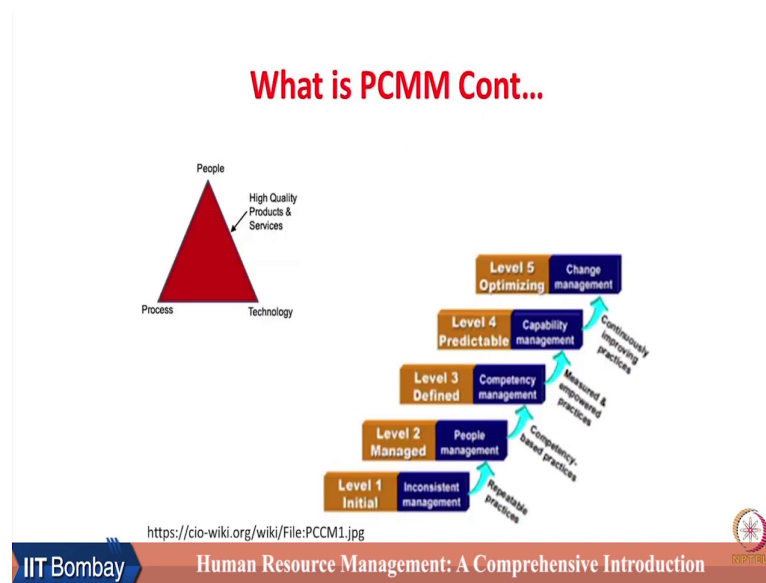 What is PCMM Cont...
People
High Quality
Products &
Services
Process
Technology
Level 5
Optimizing
Change
management
Level 4
Predictable
Capability
management
Continuously
improving
practices
Level 3
Defined
Competency
management
Measured &
empowered
practices
Level 2
Managed
People
management
Competency-
based practices
Level 1
Initial
Inconsistent
management
Repeatable
practices
https://cio-wiki.org/wiki/File:PCCM1.jpg
IIT Bombay
Human Resource Management: A Comprehensive Introduction
NPTEL